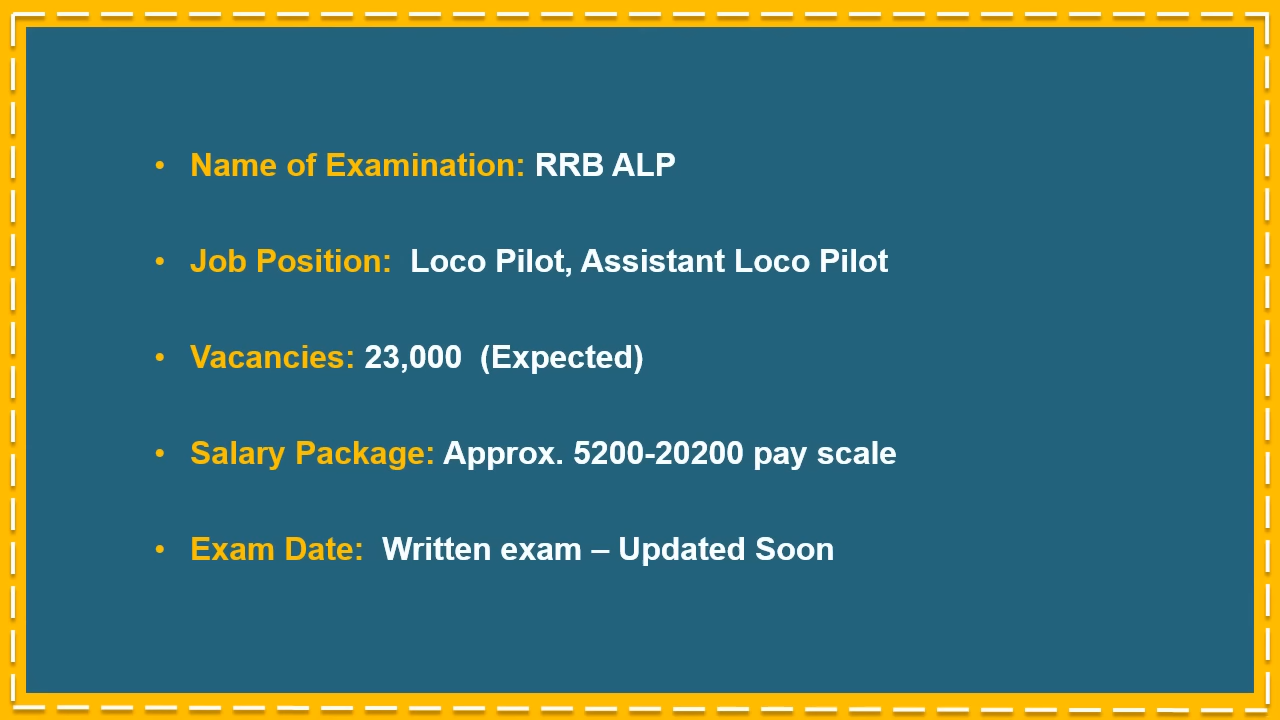 • Name of Examination: RRB ALP
• Job Position: Loco Pilot, Assistant Loco Pilot
• Vacancies: 23,000 (Expected)
• Salary Package: Approx. 5200-20200 pay scale
• Exam Date: Written exam – Updated Soon